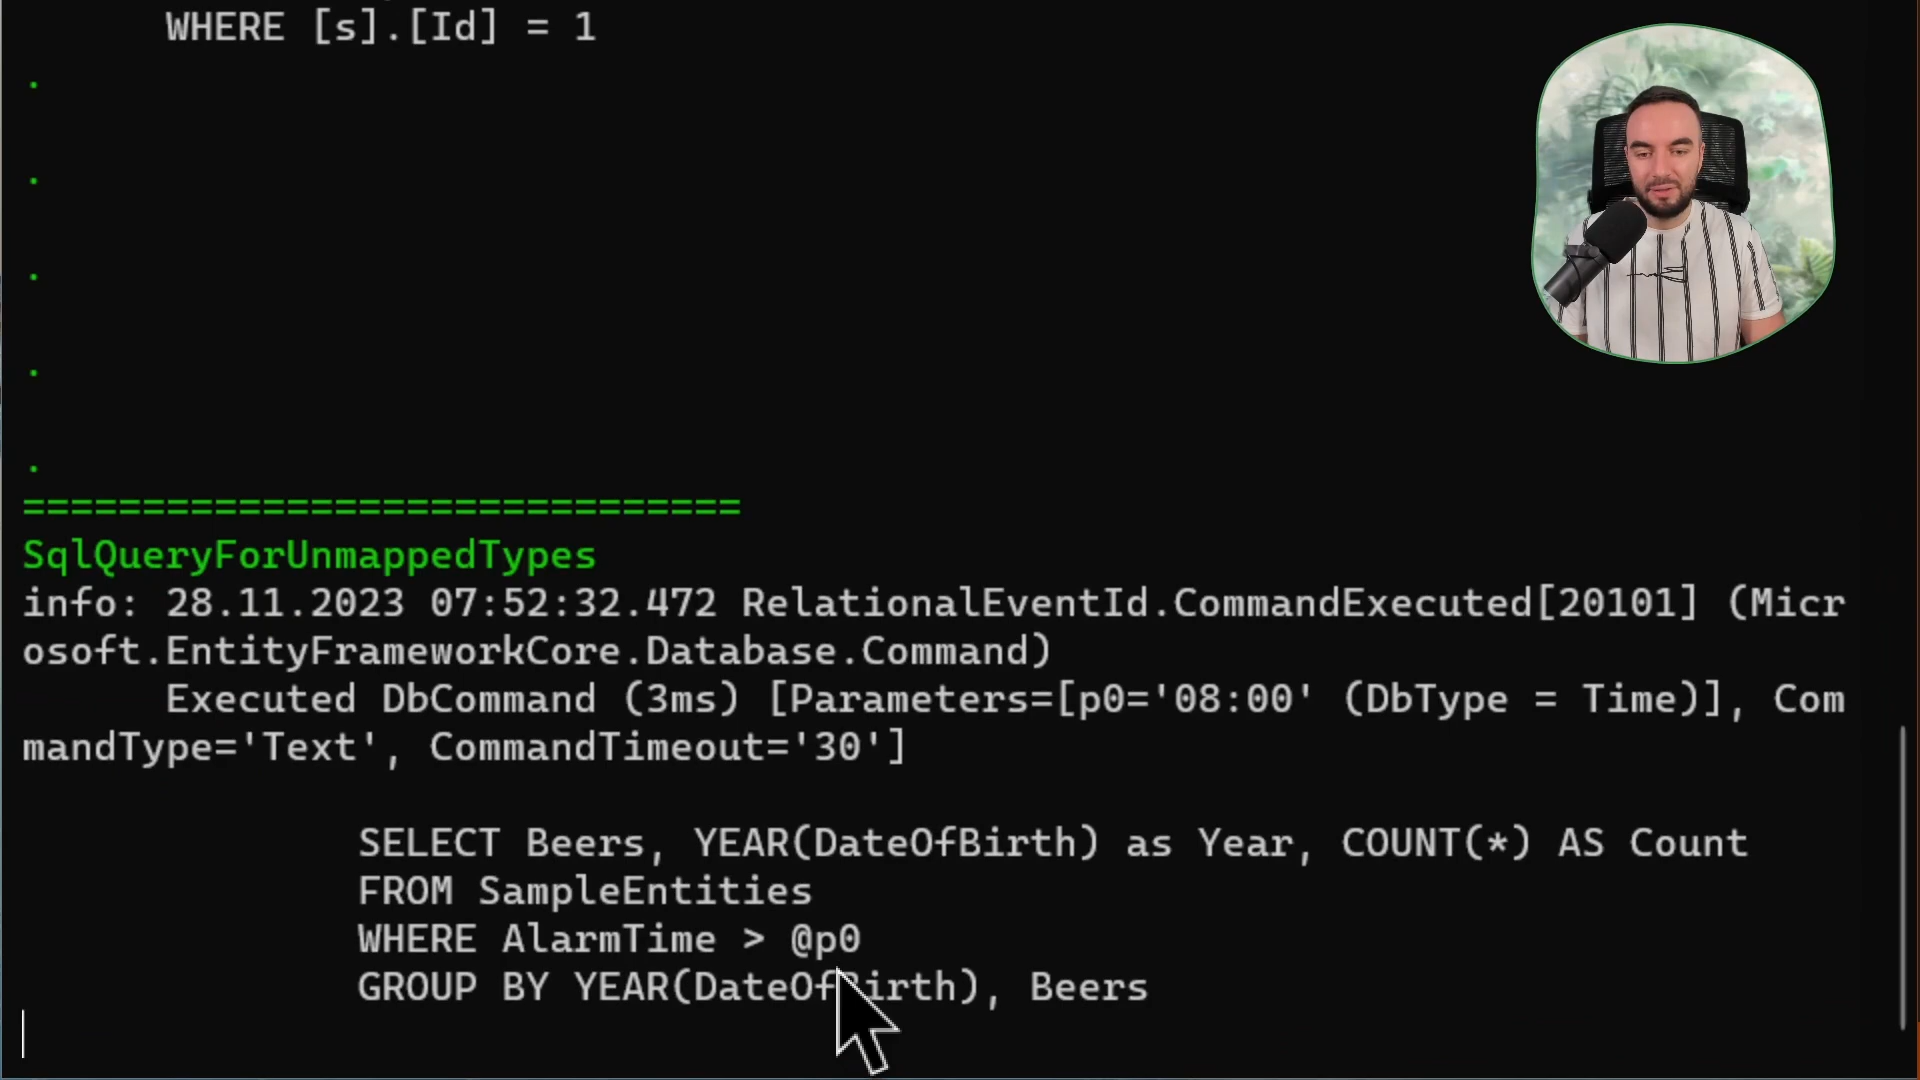 WHERE [s].[Id] = 1
.
.
.
.
.
==============================
SqlQueryForUnmappedTypes
info: 28.11.2023 07:52:32.472 RelationalEventId.CommandExecuted[20101] (Micr
osoft.EntityFrameworkCore.Database.Command)
Executed DbCommand (3ms) [Parameters=[p0='08:00' (DbType = Time)], Com
mandType='Text', CommandTimeout='30']
SELECT Beers, YEAR(DateOfBirth) as Year, COUNT(*) AS Count
FROM SampleEntities
WHERE AlarmTime > @p0
GROUP BY YEAR(DateOfBirth), Beers